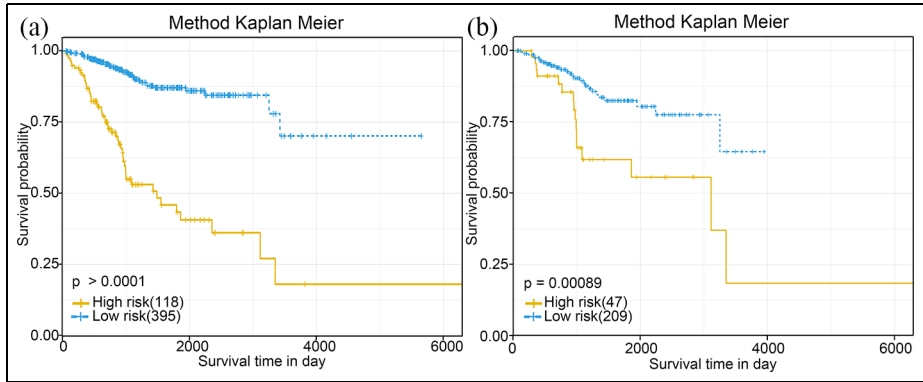 (a)
Method Kaplan Meier
1.00
0.75
0.50
0.25
0.00
Survival probability
p > 0.0001
High risk(118)
Low risk(395)
0
2000
4000
6000
Survival time in day
(b)
Method Kaplan Meier
1.00
0.75
0.50
0.25
0.00
Survival probability
p = 0.00089
High risk(47)
Low risk(209)
0
2000
4000
6000
Survival time in day